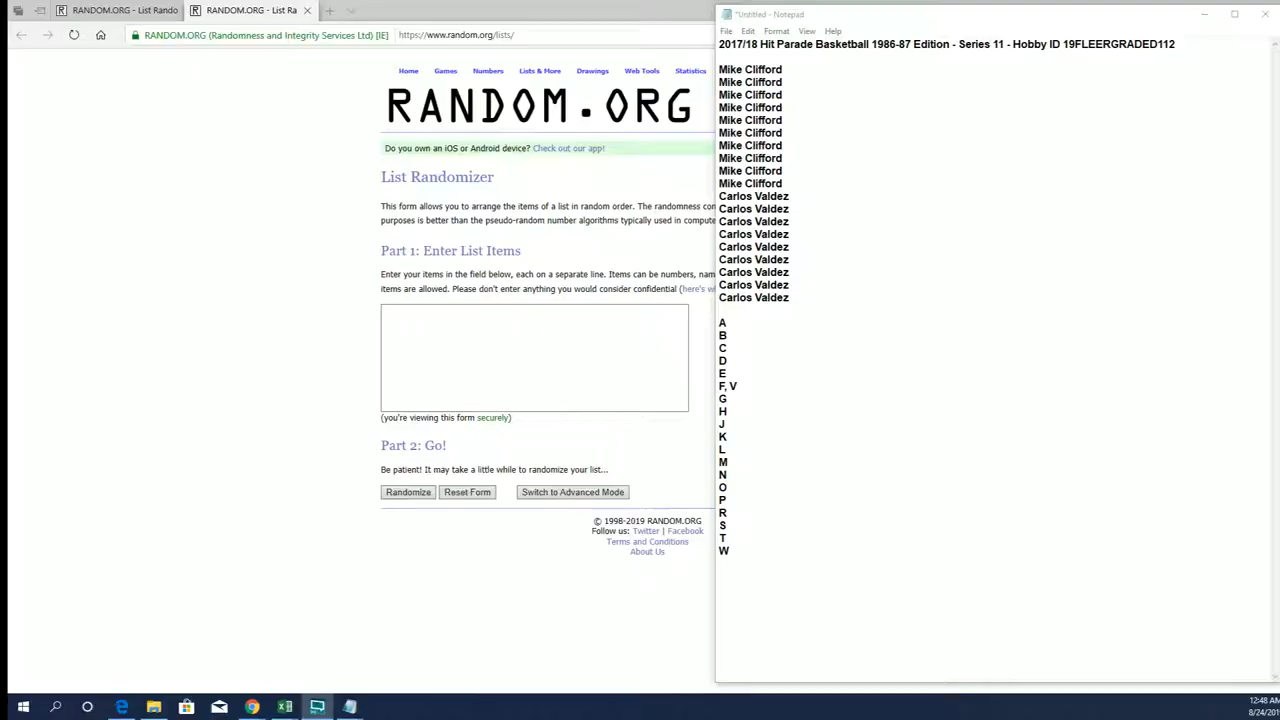 RANDOM.ORG - List Rando
RANDOM.ORG - List Ra
RANDOM.ORG (Randomness and Integrity Services Ltd) [IE]
https://www.random.org/lists/
Home Games Numbers Lists & More Drawings Web Tools Statistics
RANDOM.ORG
Do you own an iOS or Android device? Check out our app!
List Randomizer
This form allows you to arrange the items of a list in random order. The randomness con
purposes is better than the pseudo-random number algorithms typically used in compute
Part 1: Enter List Items
Enter your items in the field below, each on a separate line. Items can be numbers, nam
items are allowed. Please don't enter anything you would consider confidential (here's w
(you're viewing this form securely)
Part 2: Go!
Be patient! It may take a little while to randomize your list...
Randomize Reset Form Switch to Advanced Mode
© 1998-2019 RANDOM.ORG
Follow us: Twitter | Facebook
Terms and Conditions
About Us
*Untitled - Notepad
File Edit Format View Help
2017/18 Hit Parade Basketball 1986-87 Edition - Series 11 - Hobby ID 19FLEERGRADED112
Mike Clifford
Mike Clifford
Mike Clifford
Mike Clifford
Mike Clifford
Mike Clifford
Mike Clifford
Mike Clifford
Mike Clifford
Mike Clifford
Carlos Valdez
Carlos Valdez
Carlos Valdez
Carlos Valdez
Carlos Valdez
Carlos Valdez
Carlos Valdez
Carlos Valdez
Carlos Valdez
A
B
C
D
E
F, V
G
H
J
K
L
M
N
O
P
R
S
T
W
12:48 AM
8/24/201